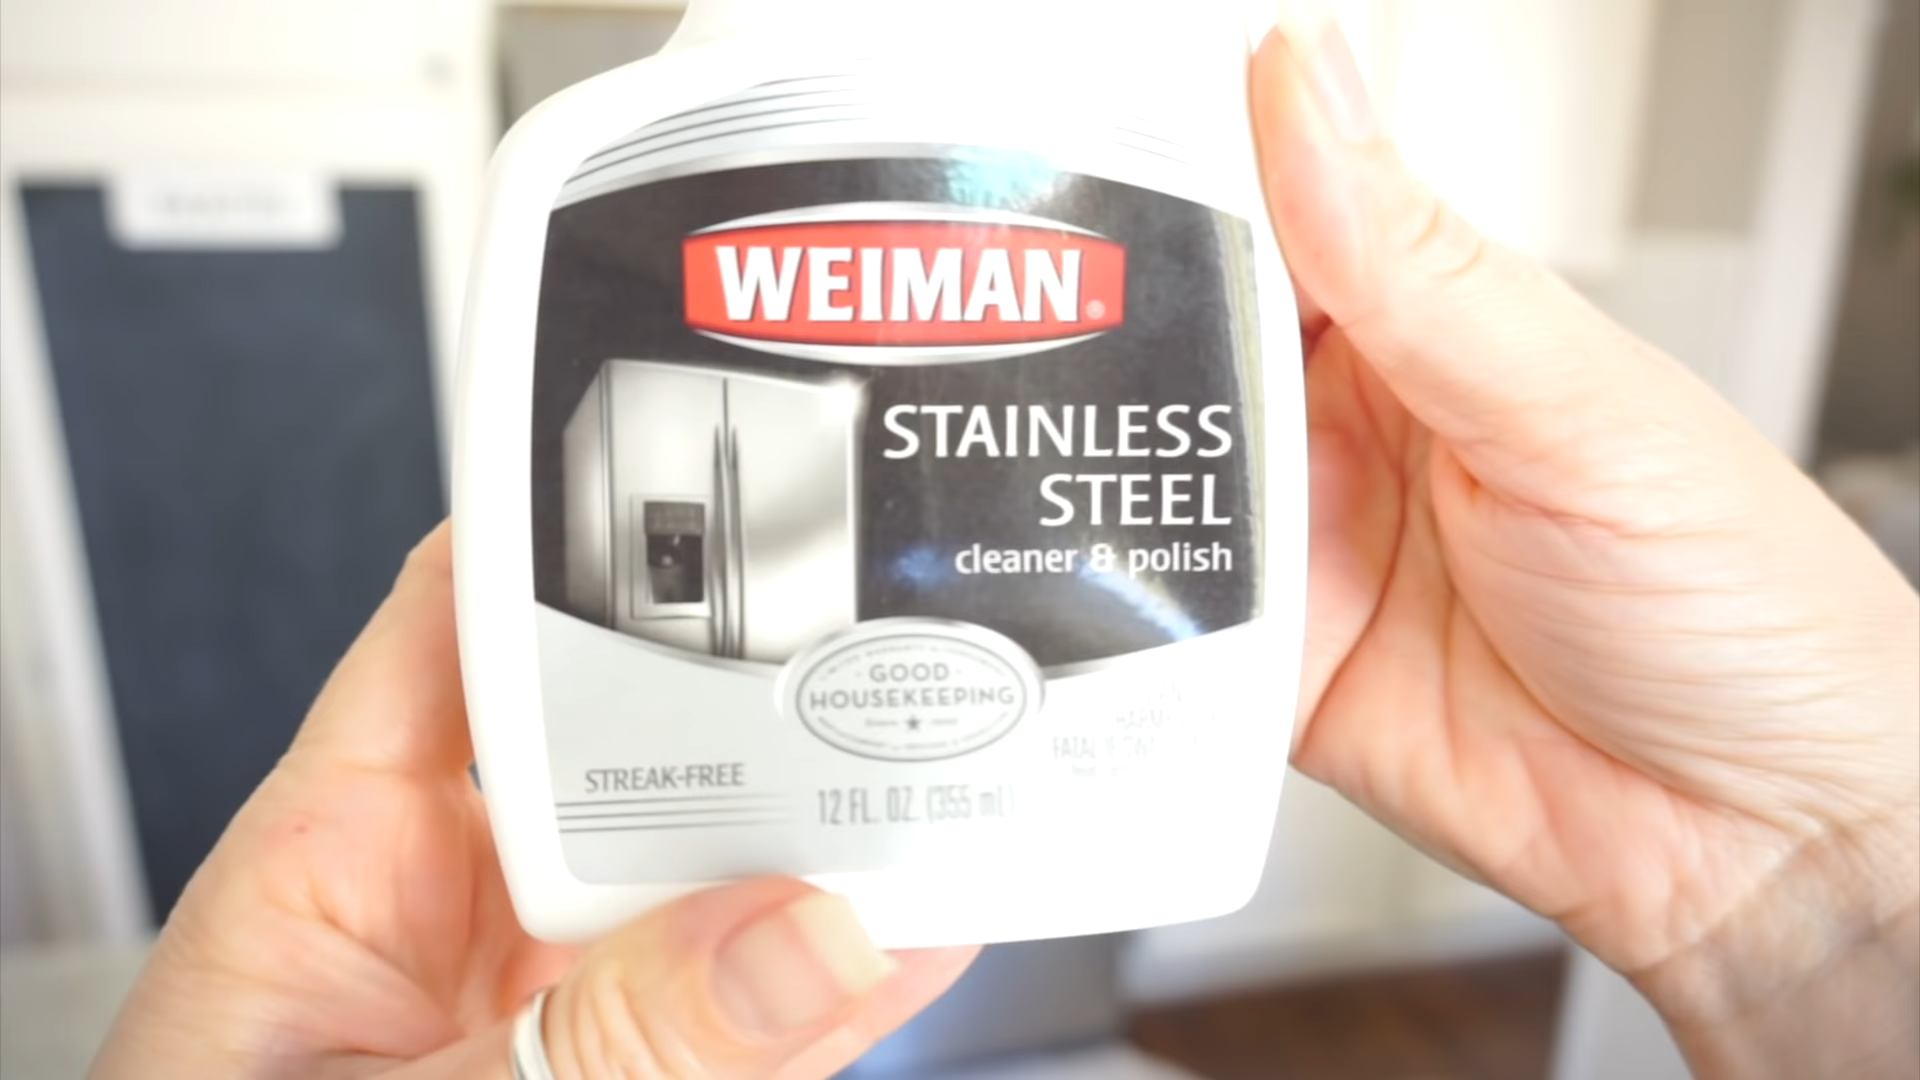 WEIMAN®
STAINLESS
STEEL
cleaner & polish
GOOD
HOUSEKEEPING
STREAK-FREE
12 FL. OZ. (355 mL)